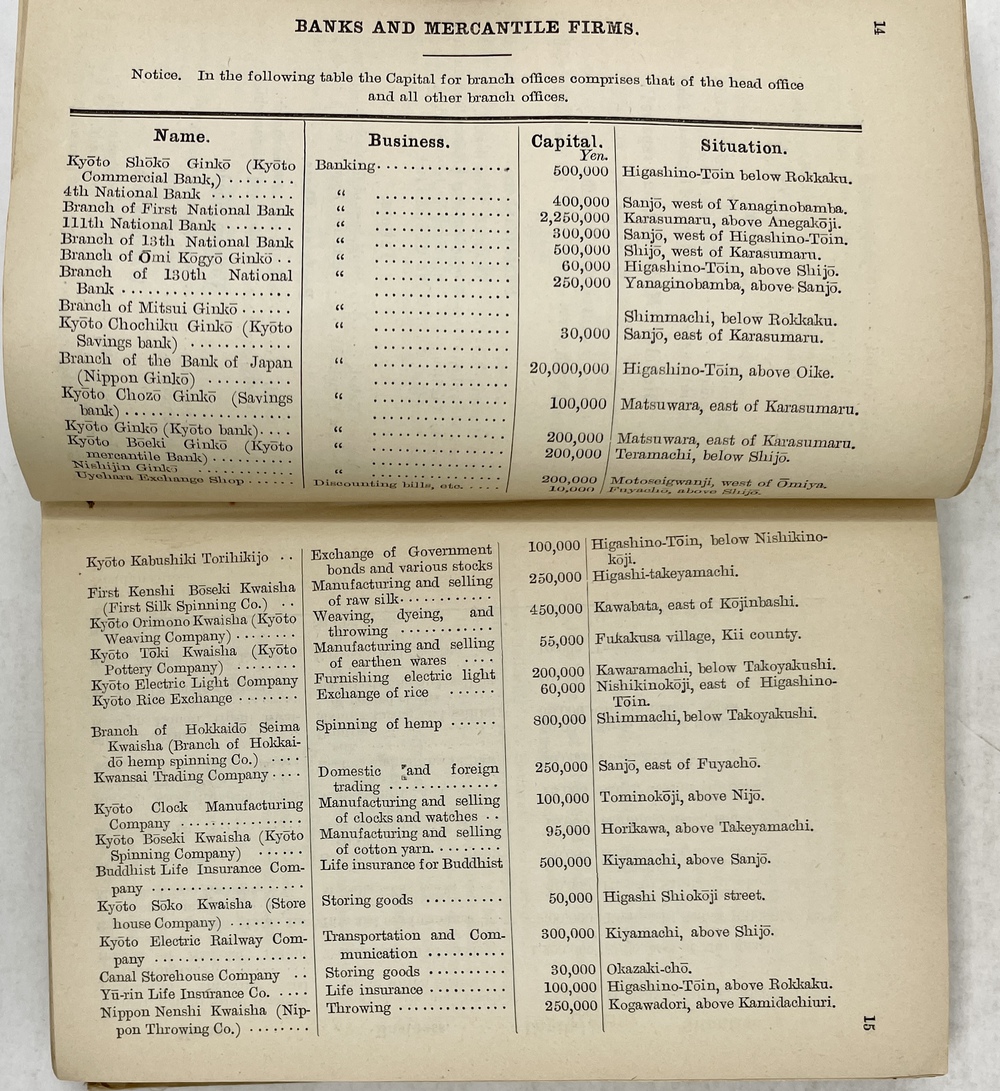 BANKS AND MERCANTILE FIRMS.
14
Notice. In the following table the Capital for branch offices comprises that of the head office
and all other branch offices.
Name. Business. Capital. Situation.
Yen.
Kyōto Shōkō Ginkō (Kyōto Banking. . . . . . . . . . . . . . .
Commercial Bank,) . . . . . . . . 500,000 Higashino-Tōin below Rokkaku.
4th National Bank . . . . . . . . . . “ . . . . . . . . . . . . . . . 400,000 Sanjō, west of Yanaginobamba.
Branch of First National Bank “ . . . . . . . . . . . . . . . 2,250,000 Karasumaru, above Anegakōji.
111th National Bank . . . . . . . . “ . . . . . . . . . . . . . . . 300,000 Sanjō, west of Higashino-Tōin.
Branch of 13th National Bank “ . . . . . . . . . . . . . . . 500,000 Shijō, west of Karasumaru.
Branch of Ōmi Kōgyō Ginkō . . “ . . . . . . . . . . . . . . . 60,000 Higashino-Tōin, above Shijō.
Branch of 130th National “
Bank . . . . . . . . . . . . . . . . . . . . . . . . . . . . . . . . . . 250,000 Yanaginobamba, above Sanjō.
Branch of Mitsui Ginkō . . . . . . “ . . . . . . . . . . . . . . . Shimmachi, below Rokkaku.
Kyōto Chochiku Ginkō (Kyōto “
Savings bank) . . . . . . . . . . . . . . . . . . . . . . . . . . 30,000 Sanjō, east of Karasumaru.
Branch of the Bank of Japan “
(Nippon Ginkō) . . . . . . . . . . . . . . . . . . . . . . . . . 20,000,000 Higashino-Tōin, above Oike.
Kyōto Chozō Ginkō (Savings “
bank) . . . . . . . . . . . . . . . . . . . . . . . . . . . . . . . . . . 100,000 Matsuwara, east of Karasumaru.
Kyōto Ginkō (Kyōto bank). . . . “ . . . . . . . . . . . . . . . 200,000 Matsuwara, east of Karasumaru.
Kyōto Bōeki Ginkō (Kyōto “
mercantile Bank) . . . . . . . . . . . . . . . . . . . . . . . . . 200,000 Teramachi, below Shijō.
Nishijin Ginkō . . . . . . . . . . “ . . . . . . . . . . . . . . . 200,000 Motoseigwanji, west of Ōmiya.
Uyehara Exchange Shop . . . . . . Discounting bills, etc. . . . . 10,000 Fuyachō, above Shijō.
Kyōto Kabushiki Torihikijo . . Exchange of Government 100,000 Higashino-Tōin, below Nishikino-
bonds and various stocks kōji.
First Kenshi Bōseki Kwaisha Manufacturing and selling 250,000 Higashi-takeyamachi.
(First Silk Spinning Co.) . . of raw silk. . . . . . . . . . . .
Kyōto Orimono Kwaisha (Kyōto Weaving, dyeing, and 450,000 Kawabata, east of Kōjinbashi.
Weaving Company) . . . . . . . . throwing . . . . . . . . . . . .
Kyōto Tōki Kwaisha (Kyōto Manufacturing and selling 55,000 Fukakusa village, Kii county.
Pottery Company) . . . . . . . . of earthen wares . . . .
Kyōto Electric Light Company Furnishing electric light 200,000 Kawaramachi, below Takoyakushi.
Kyōto Rice Exchange . . . . . . . . Exchange of rice . . . . . . 60,000 Nishikinokōji, east of Higashino-
Tōin.
Branch of Hokkaidō Seima Spinning of hemp . . . . . . 800,000 Shimmachi, below Takoyakushi.
Kwaisha (Branch of Hokkai-
dō hemp spinning Co.) . . . .
Kwansai Trading Company . . . . Domestic and foreign 250,000 Sanjō, east of Fuyachō.
trading . . . . . . . . . . . . .
Kyōto Clock Manufacturing Manufacturing and selling 100,000 Tominokōji, above Nijō.
Company . . . . . . . . . . . . . . of clocks and watches . .
Kyōto Bōseki Kwaisha (Kyōto Manufacturing and selling 95,000 Horikawa, above Takeyamachi.
Spinning Company) . . . . . . of cotton yarn. . . . . . . . .
Buddhist Life Insurance Com- Life insurance for Buddhist 500,000 Kiyamachi, above Sanjō.
pany . . . . . . . . . . . . . . . . . . . .
Kyōto Sōko Kwaisha (Store Storing goods . . . . . . . . . . 50,000 Higashi Shiokōji street.
house Company) . . . . . . . . . .
Kyōto Electric Railway Com- Transportation and Com- 300,000 Kiyamachi, above Shijō.
pany . . . . . . . . . . . . . . . . . . . . munication . . . . . . . . . .
Canal Storehouse Company . . Storing goods . . . . . . . . . . 30,000 Okazaki-chō.
Yū-rin Life Insurance Co. . . . . Life insurance . . . . . . . . . . 100,000 Higashino-Tōin, above Rokkaku.
Nippon Nenshi Kwaisha (Nip- Throwing . . . . . . . . . . . . . 250,000 Kogawadori, above Kamidachiuri.
pon Throwing Co.) . . . . . . . .
15